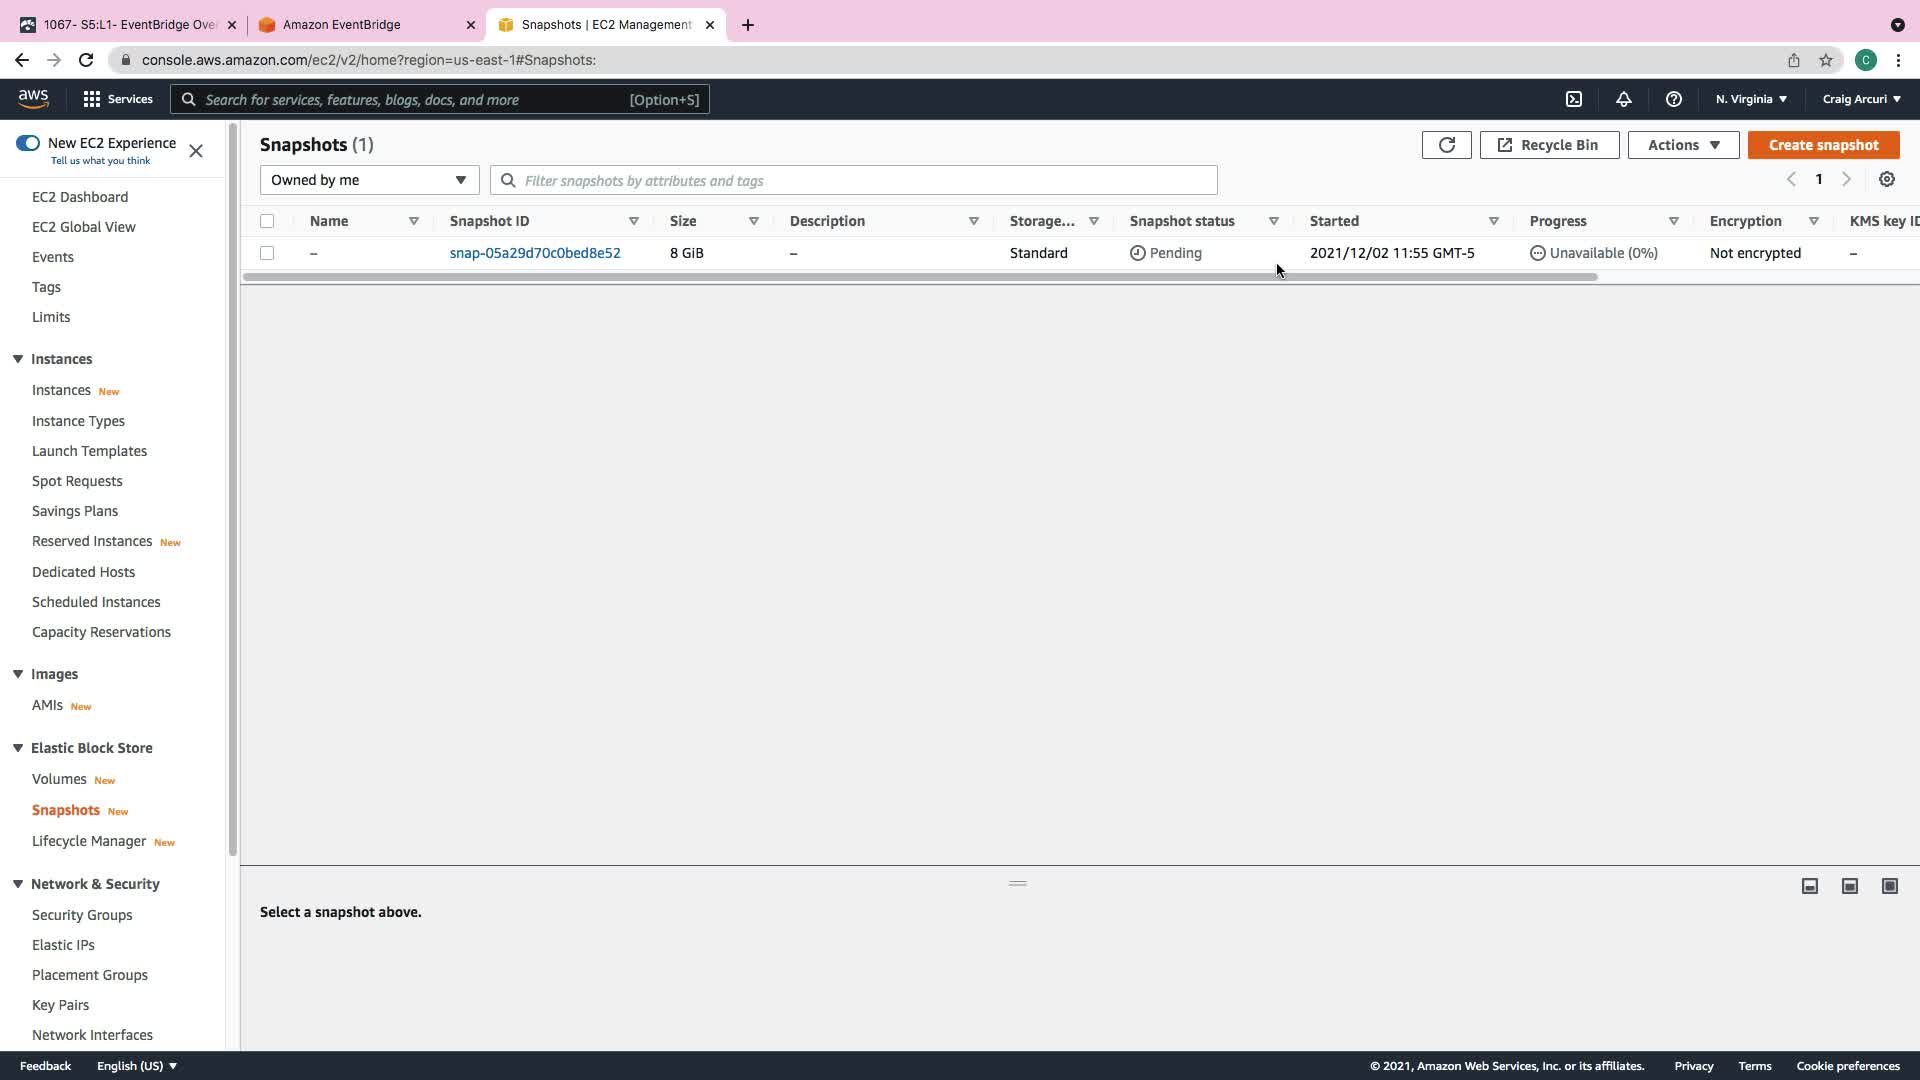 1067- S5:L1- EventBridge Over
Amazon EventBridge
Snapshots | EC2 Management
console.aws.amazon.com/ec2/v2/home?region=us-east-1#Snapshots:
C
aws
Services
Search for services, features, blogs, docs, and more
[Option+S]
N. Virginia
Craig Arcuri
New EC2 Experience
Tell us what you think
EC2 Dashboard
EC2 Global View
Events
Tags
Limits
Instances
Instances New
Instance Types
Launch Templates
Spot Requests
Savings Plans
Reserved Instances New
Dedicated Hosts
Scheduled Instances
Capacity Reservations
Images
AMIs New
Elastic Block Store
Volumes New
Snapshots New
Lifecycle Manager New
Network & Security
Security Groups
Elastic IPs
Placement Groups
Key Pairs
Network Interfaces
Snapshots (1)
Recycle Bin
Actions
Create snapshot
Owned by me
Filter snapshots by attributes and tags
1
Name Snapshot ID Size Description Storage... Snapshot status Started Progress Encryption KMS key ID
– snap-05a29d70c0bed8e52 8 GiB – Standard Pending 2021/12/02 11:55 GMT-5 Unavailable (0%) Not encrypted –
Select a snapshot above.
Feedback
English (US)
© 2021, Amazon Web Services, Inc. or its affiliates.
Privacy
Terms
Cookie preferences